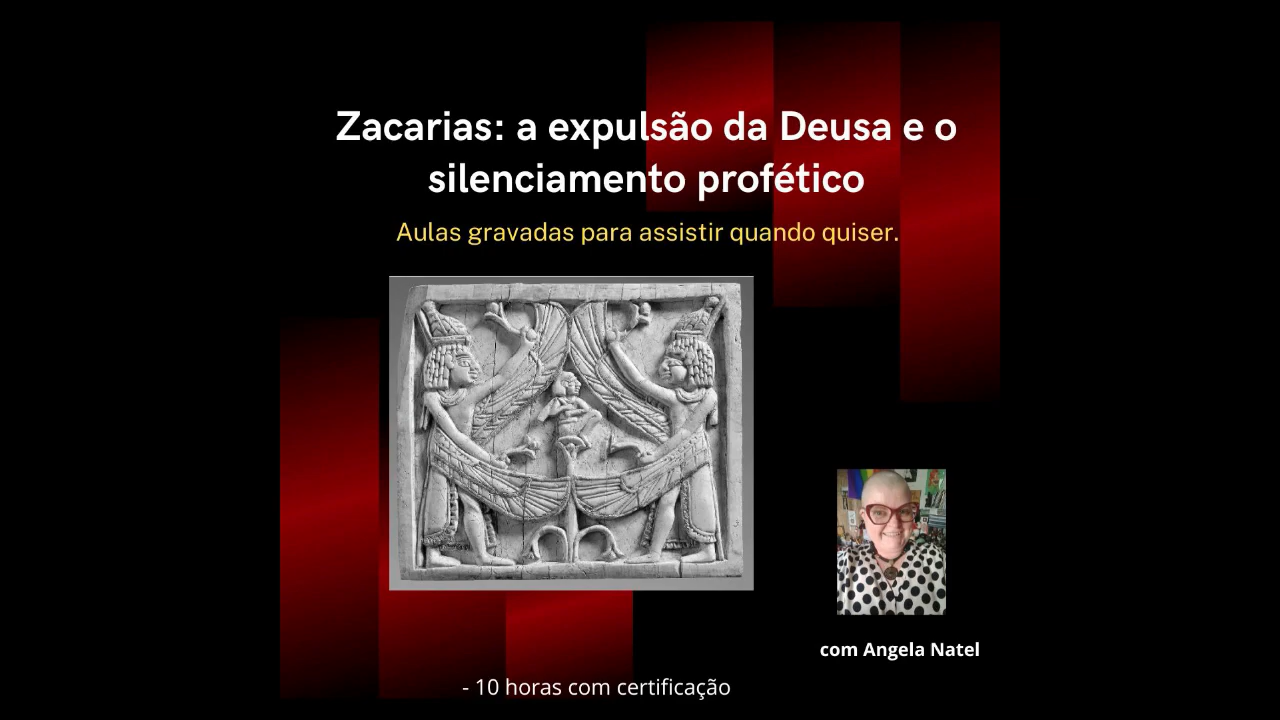 Zacarias: a expulsão da Deusa e o
silenciamento profético
Aulas gravadas para assistir quando quiser.
com Angela Natel
- 10 horas com certificação